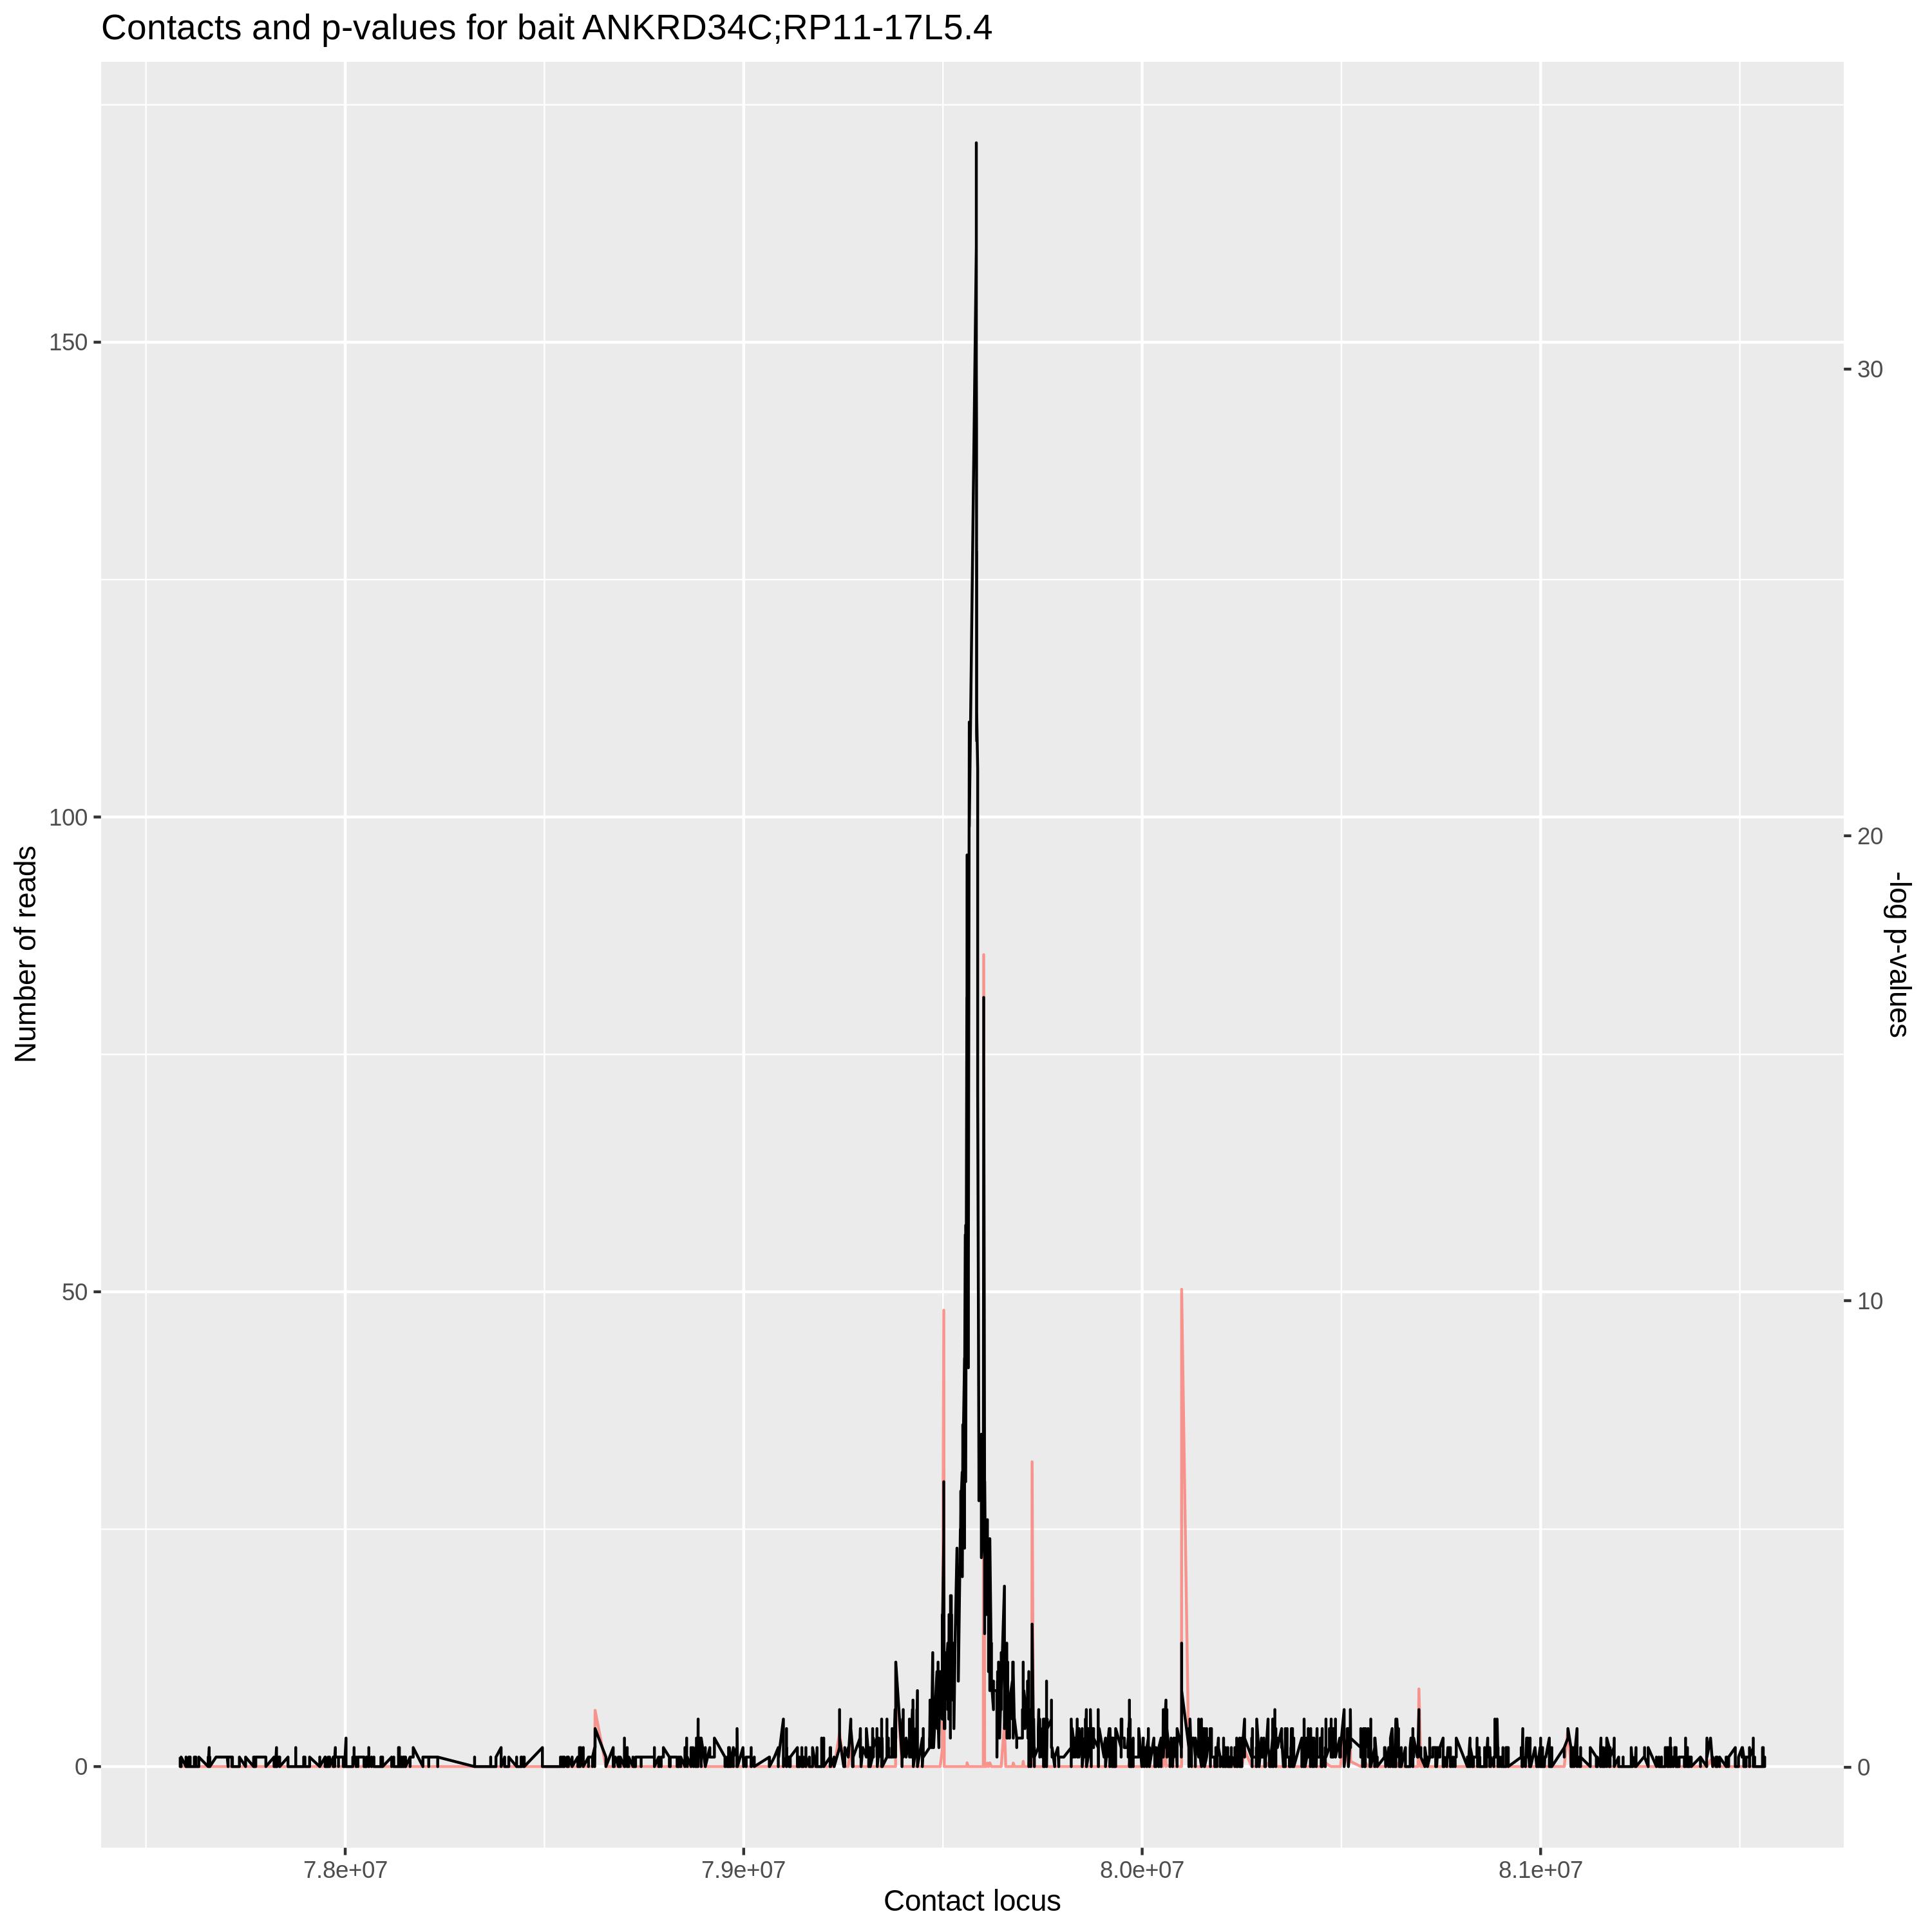 Contacts and p-values for bait ANKRD34C;RP11-17L5.4
150
100
50
0
Number of reads
30
20
10
0
-log p-values
7.8e+07 7.9e+07 8.0e+07 8.1e+07
Contact locus